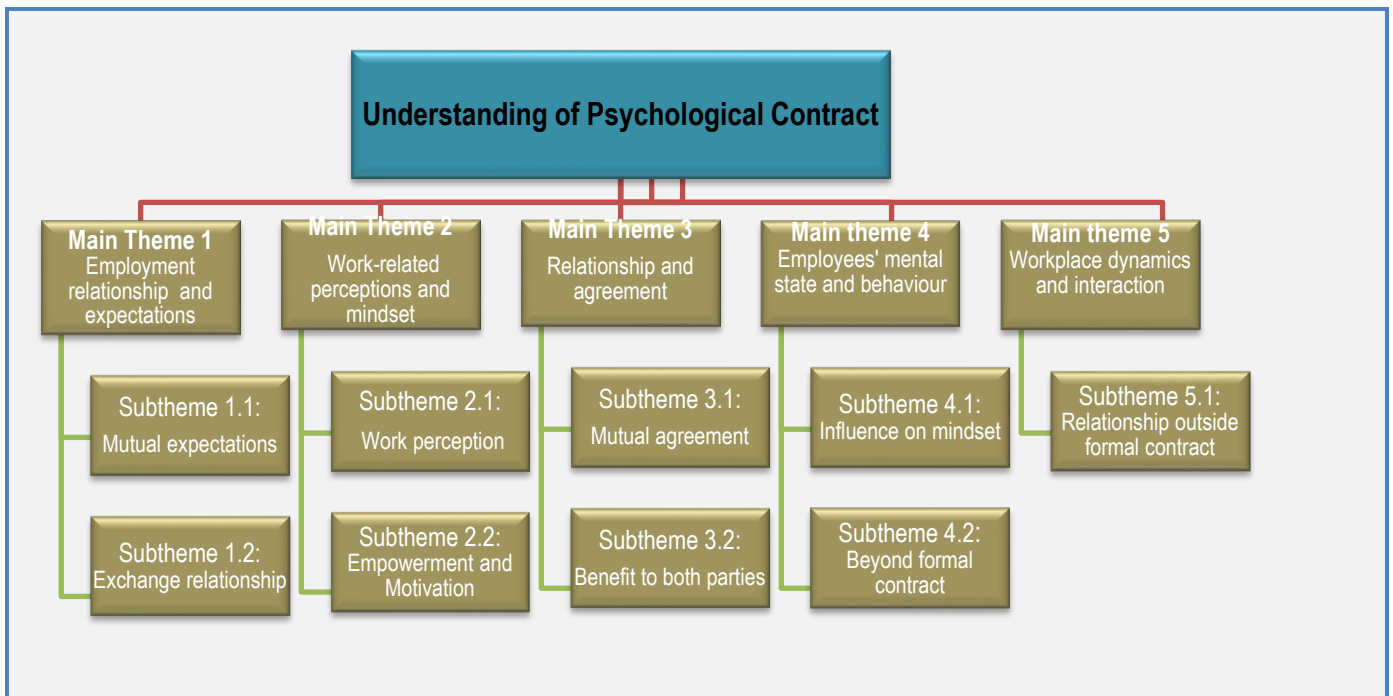 Understanding of Psychological Contract
Main Theme 1
Employment
relationship and
expectations
Main Theme 2
Work-related
perceptions and
mindset
Main Theme 3
Relationship and
agreement
Main theme 4
Employees' mental
state and behaviour
Main theme 5
Workplace dynamics
and interaction
Subtheme 1.1:
Mutual expectations
Subtheme 2.1:
Work perception
Subtheme 3.1:
Mutual agreement
Subtheme 4.1:
Influence on mindset
Subtheme 5.1:
Relationship outside
formal contract
Subtheme 1.2:
Exchange relationship
Subtheme 2.2:
Empowerment and
Motivation
Subtheme 3.2:
Benefit to both parties
Subtheme 4.2:
Beyond formal
contract